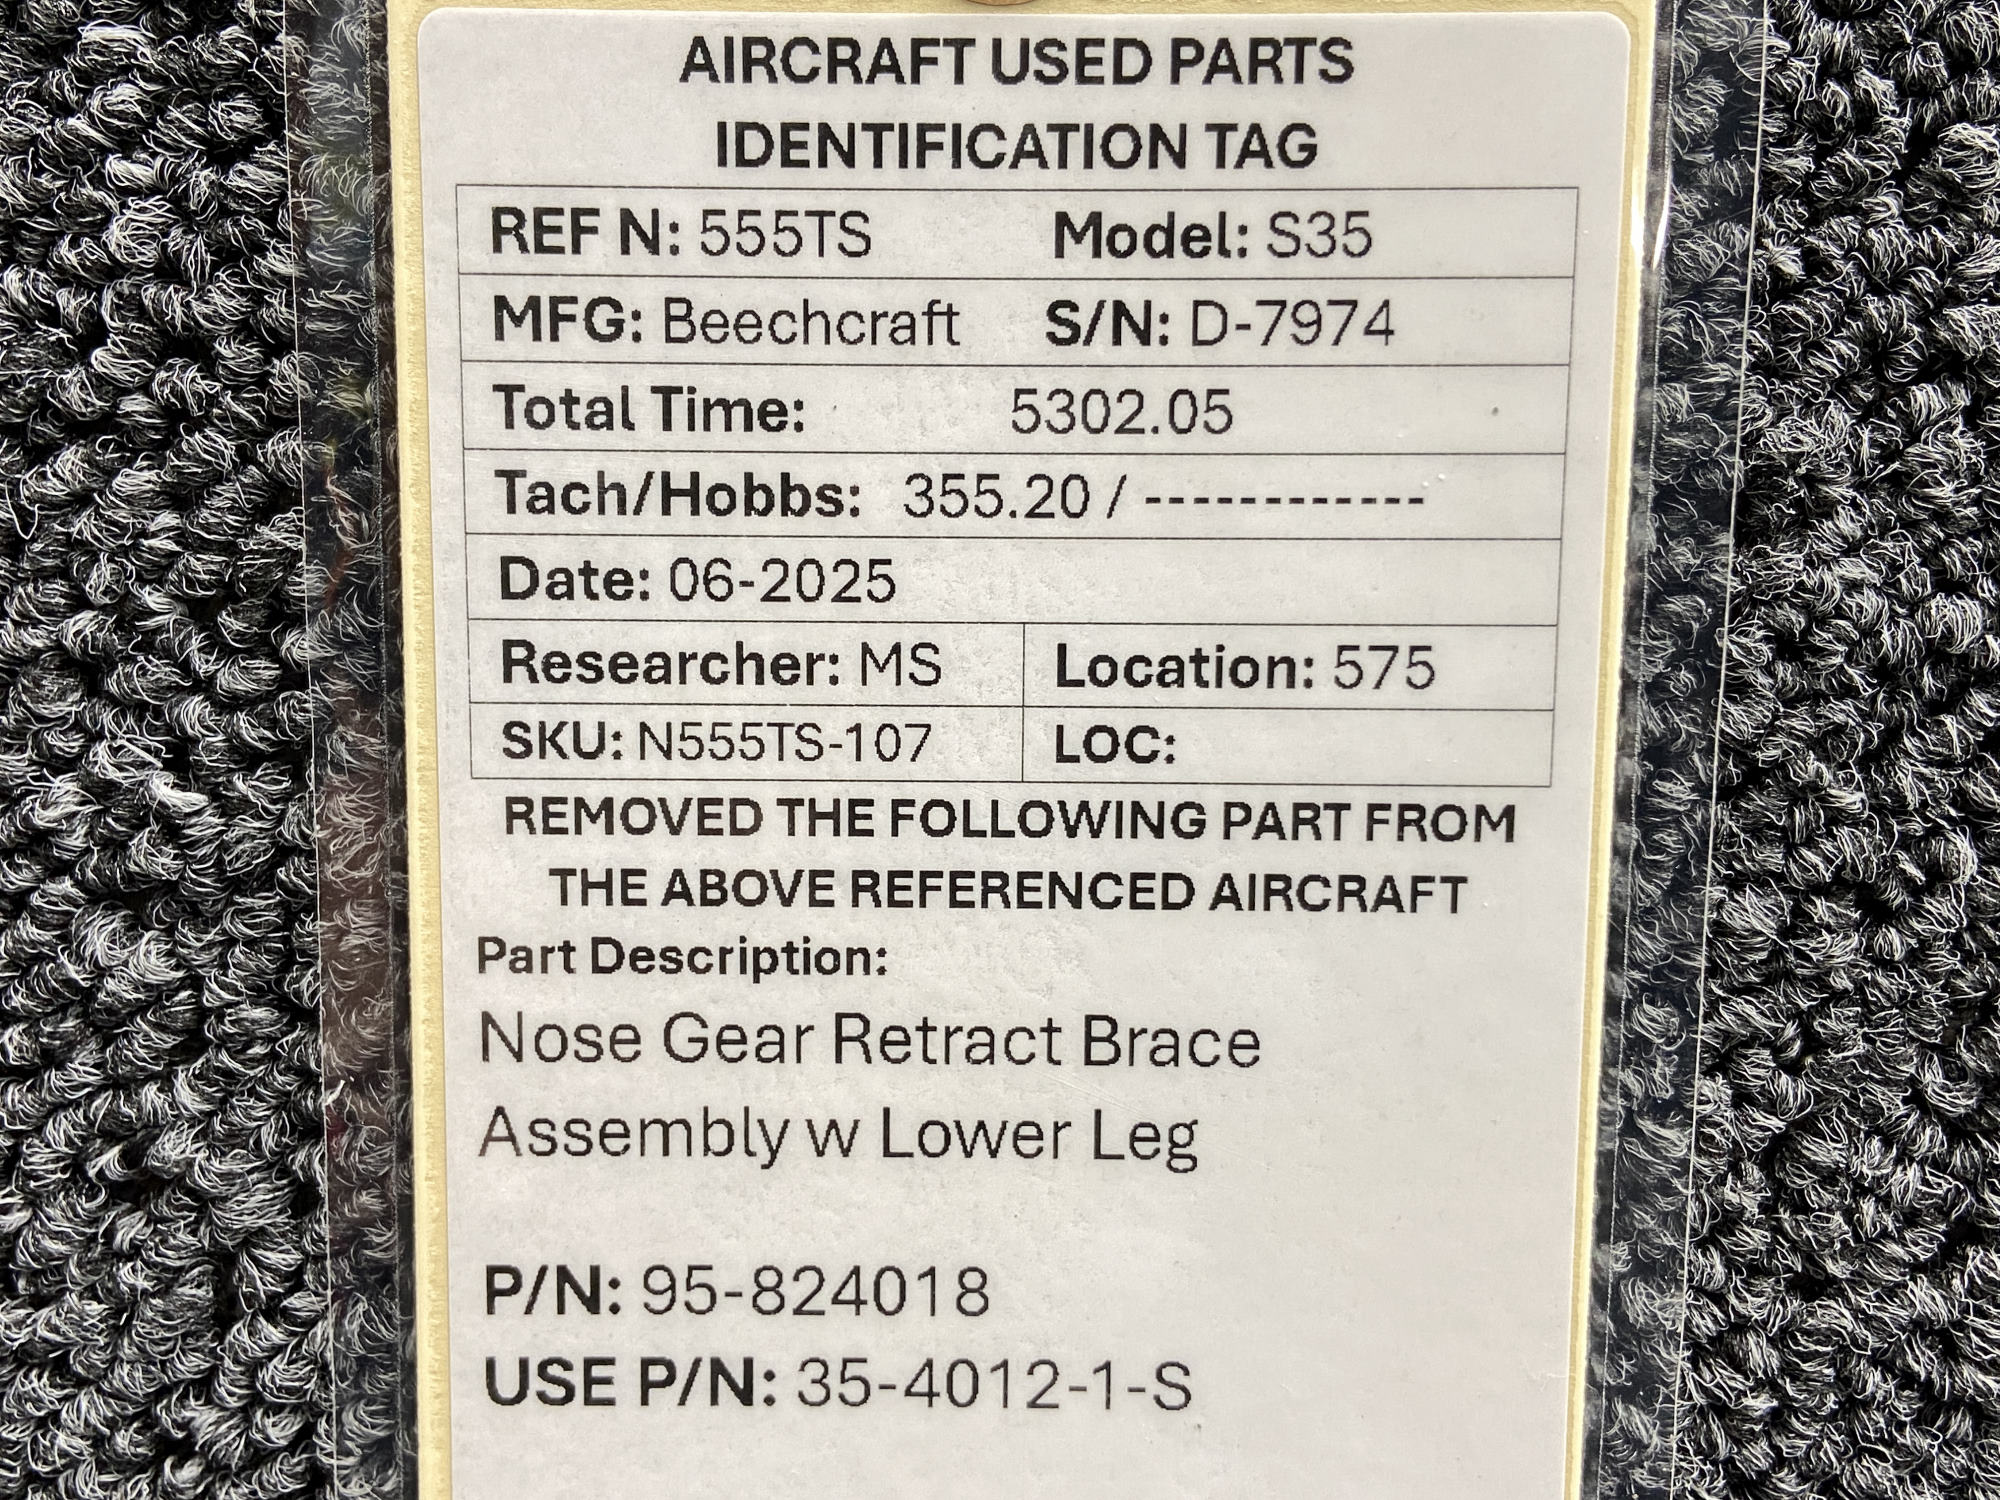 AIRCRAFT USED PARTS
IDENTIFICATION TAG
REF N: 555TS Model: S35
MFG: Beechcraft S/N: D-7974
Total Time: 5302.05
Tach/Hobbs: 355.20 / ------------
Date: 06-2025
Researcher: MS Location: 575
SKU: N555TS-107 LOC:
REMOVED THE FOLLOWING PART FROM
THE ABOVE REFERENCED AIRCRAFT
Part Description:
Nose Gear Retract Brace
Assembly w Lower Leg
P/N: 95-824018
USE P/N: 35-4012-1-S